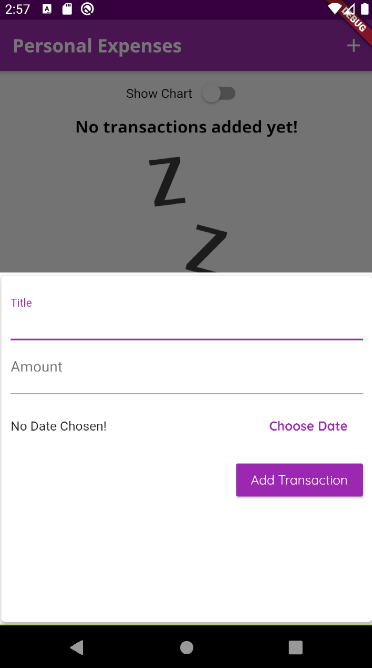 2:57
DEBUG
Personal Expenses
Show Chart
No transactions added yet!
Z
Z
Title
Amount
No Date Chosen!
Choose Date
Add Transaction